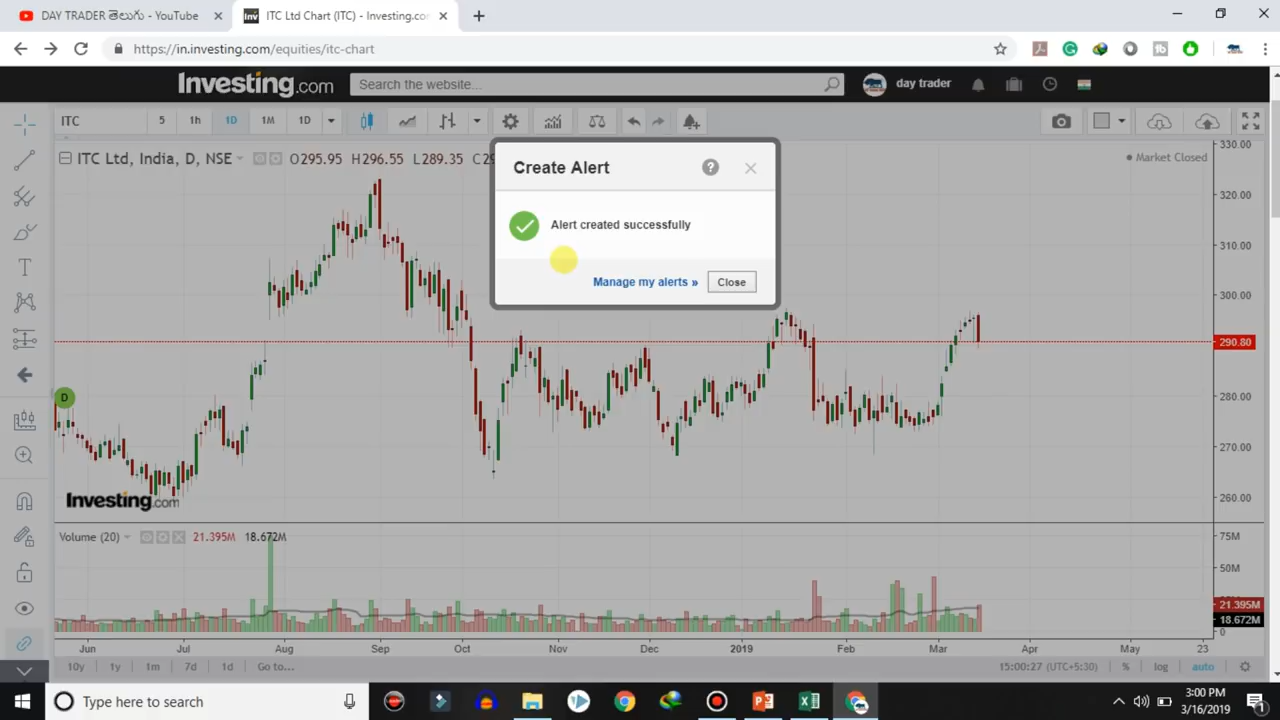 DAY TRADER తెలుగు - YouTube
ITC Ltd Chart (ITC) - Investing.co
https://in.investing.com/equities/itc-chart
Investing.com
Search the website...
day trader
ITC 5 1h 1D 1M 1D
ITC Ltd, India, D, NSE O295.95 H296.55 L289.35 C2
Market Closed
Create Alert ?
Alert created successfully
Manage my alerts » Close
330.00
320.00
310.00
300.00
290.80
280.00
270.00
260.00
D
T
Investing.com
Volume (20) 21.395M 18.672M
75M
50M
21.395M
18.672M
0
Jun Jul Aug Sep Oct Nov Dec 2019 Feb Mar Apr May 23
10y 1y 1m 7d 1d Go to... 15:00:27 (UTC+5:30) % log auto
Type here to search
3:00 PM
3/16/2019
1